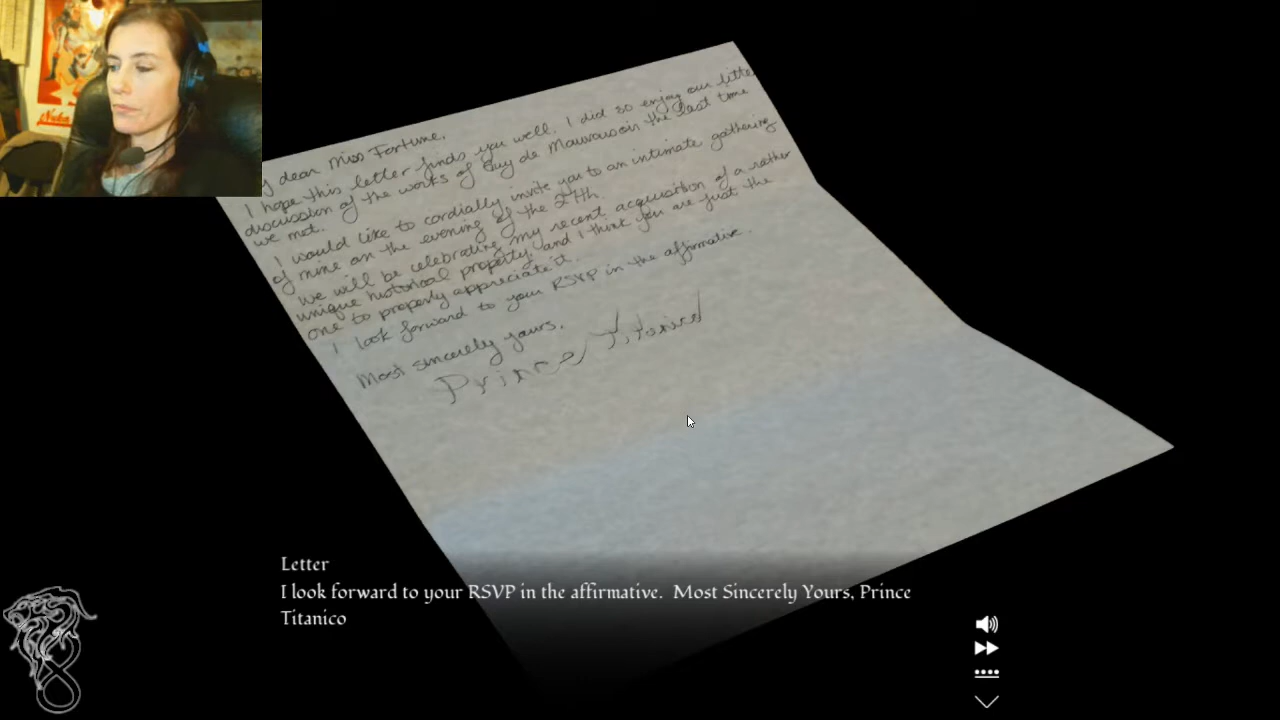 y dear Miss Fortune,
I hope this letter finds you well. I did so enjoy our little
discussion of the works of Guy de Mauvausoir the last time
we met.
I would like to cordially invite you to an intimate gathering
of mine on the evening of the 27th.
We will be celebrating my recent acquisition of a rather
unique historical property, and I think you are just the
one to properly appreciate it.
I look forward to your RSVP in the affirmative.
Most sincerely yours,
Prince Titanico
Letter
I look forward to your RSVP in the affirmative.  Most Sincerely Yours, Prince
Titanico